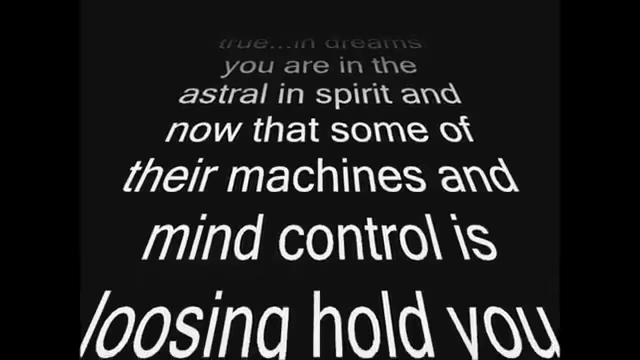 true...in dreams
you are in the
astral in spirit and
now that some of
their machines and
mind control is
loosing hold you